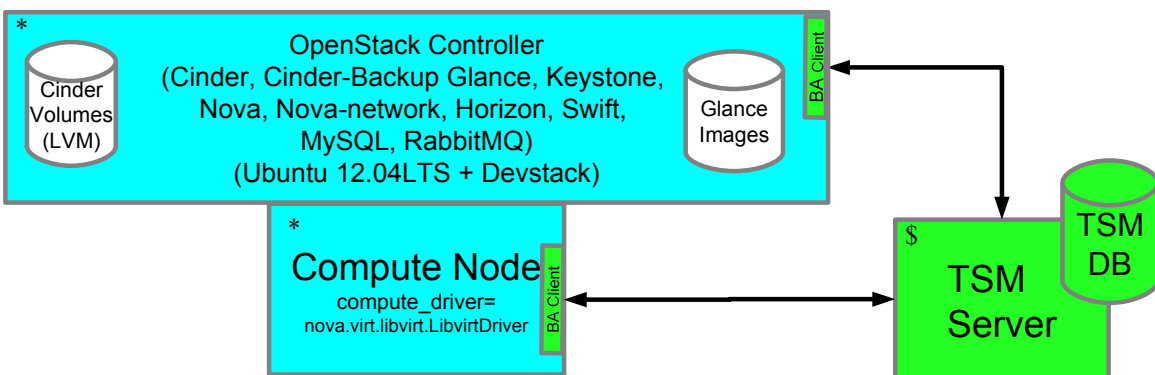 *
OpenStack Controller
(Cinder, Cinder-Backup Glance, Keystone,
Nova, Nova-network, Horizon, Swift,
MySQL, RabbitMQ)
(Ubuntu 12.04LTS + Devstack)
Cinder
Volumes
(LVM)
Glance
Images
BA Client
*
Compute Node
compute_driver=
nova.virt.libvirt.LibvirtDriver
BA Client
$
TSM
Server
TSM
DB